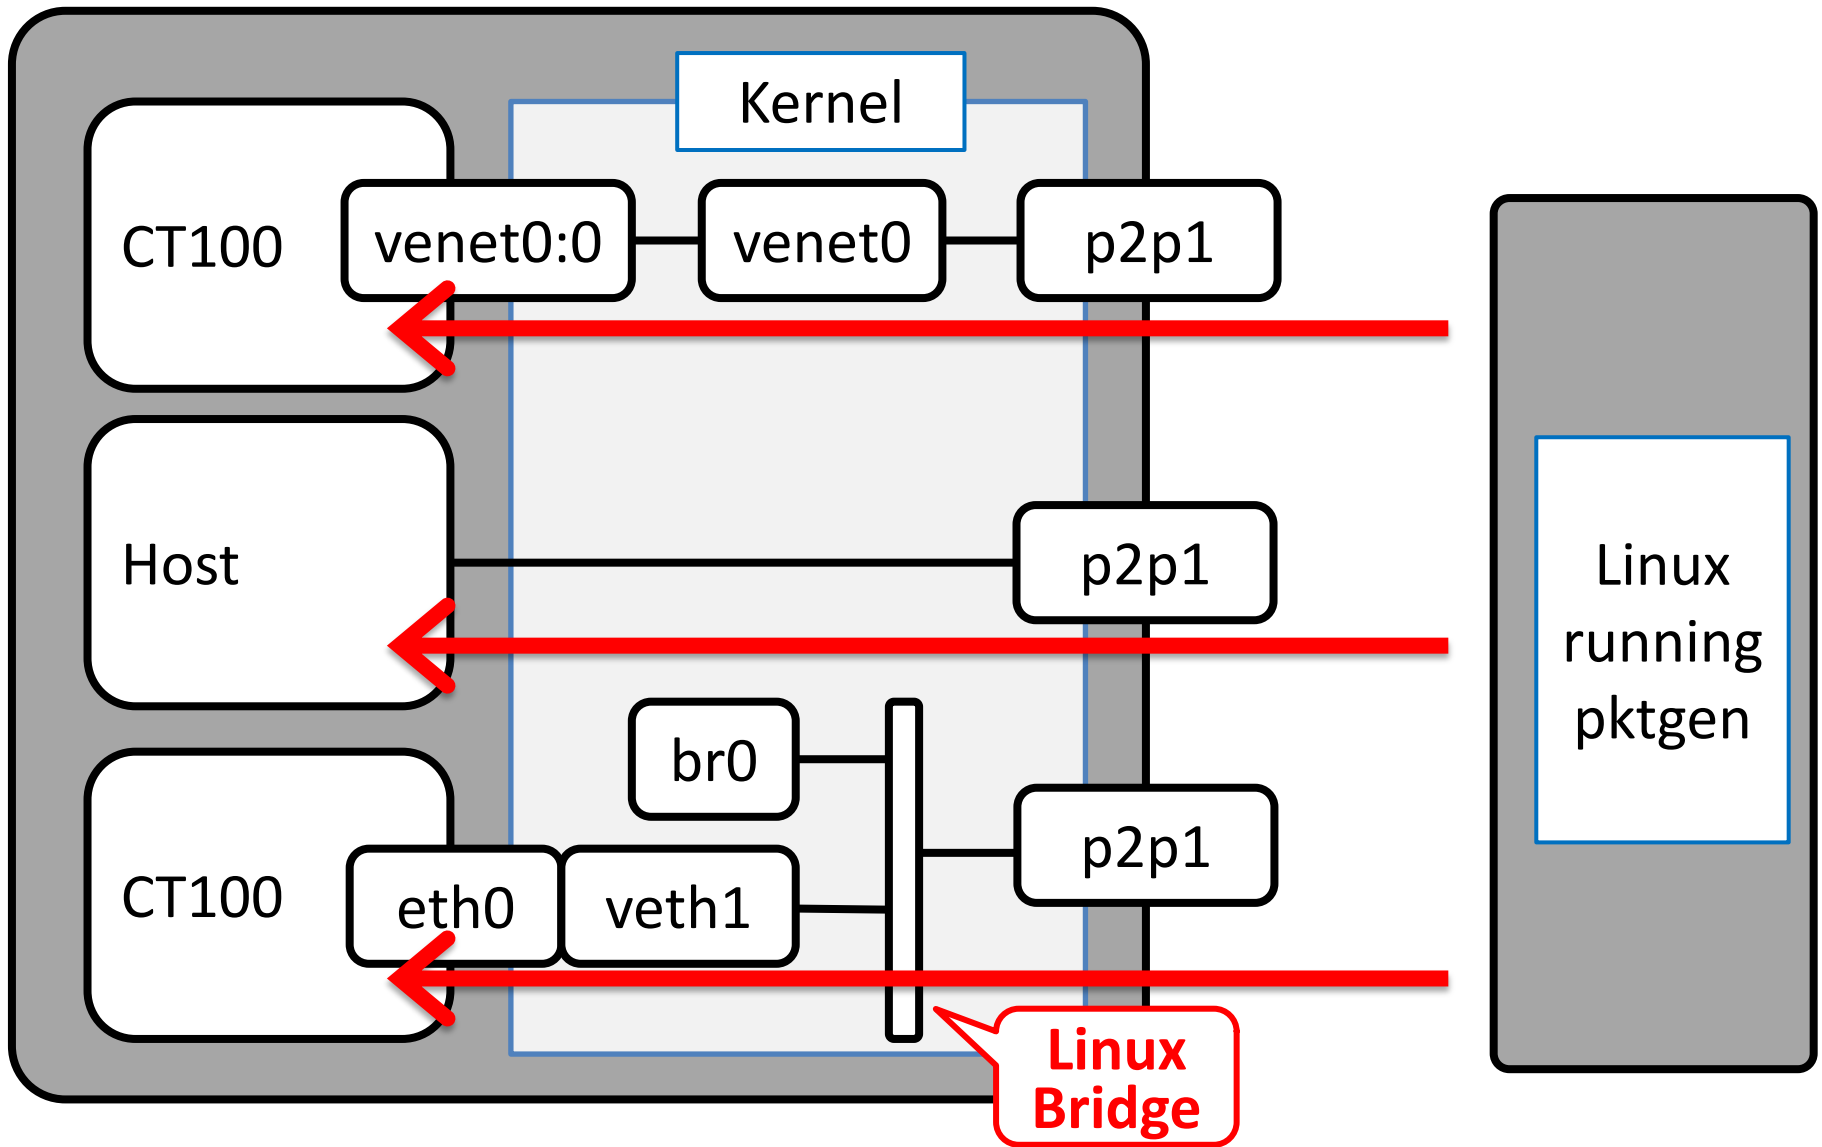 Kernel
CT100
venet0:0
venet0
p2p1
Host
p2p1
br0
CT100
eth0
veth1
p2p1
Linux
Bridge
Linux
running
pktgen